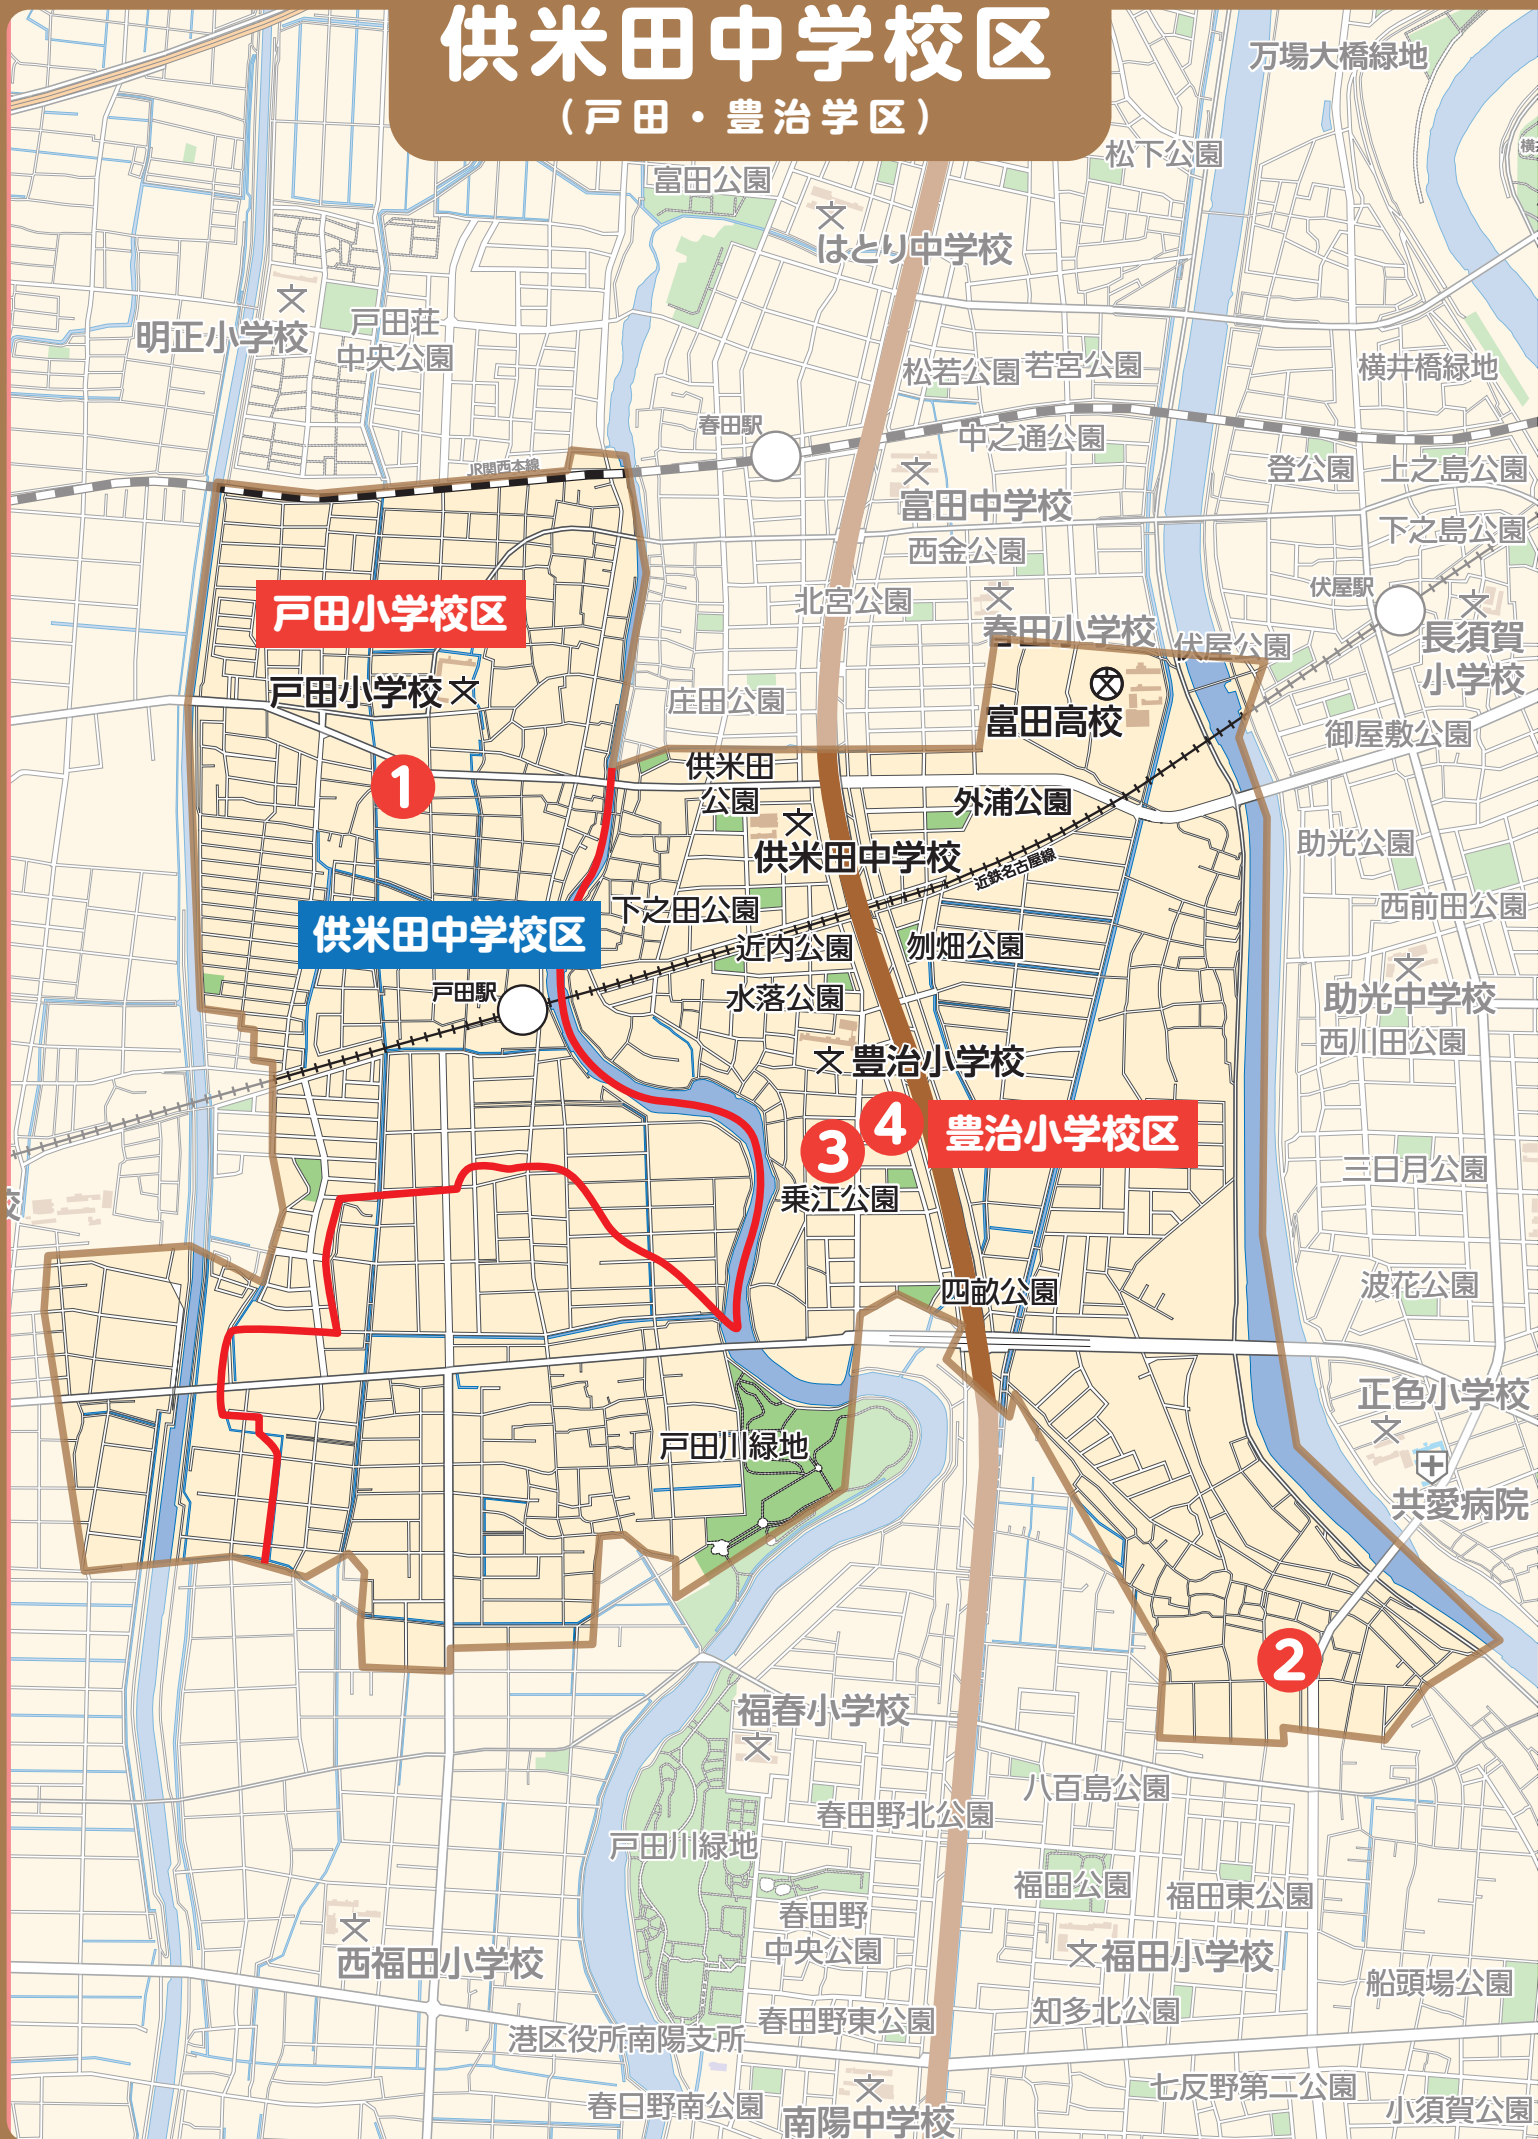 供米田中学校区
(戸田・豊治学区)
万場大橋緑地
松下公園
横
富田公園
はとり中学校
明正小学校
戸田荘
中央公園
松若公園
若宮公園
横井橋緑地
春田駅
中之通公園
JR関西本線
登公園
上之島公園
富田中学校
下之島公園
西金公園
伏屋駅
北宮公園
戸田小学校区
春田小学校
伏屋公園
長須賀
小学校
戸田小学校
庄田公園
富田高校
御屋敷公園
1
供米田
公園
外浦公園
供米田中学校
助光公園
近鉄名古屋線
下之田公園
西前田公園
供米田中学校区
近内公園
刎畑公園
戸田駅
水落公園
助光中学校
西川田公園
豊治小学校
4
豊治小学校区
3
三日月公園
乗江公園
校
四畝公園
波花公園
正色小学校
戸田川緑地
共愛病院
2
福春小学校
八百島公園
春田野北公園
戸田川緑地
福田公園
福田東公園
春田野
中央公園
西福田小学校
福田小学校
船頭場公園
知多北公園
春田野東公園
港区役所南陽支所
七反野第二公園
春日野南公園
南陽中学校
小須賀公園